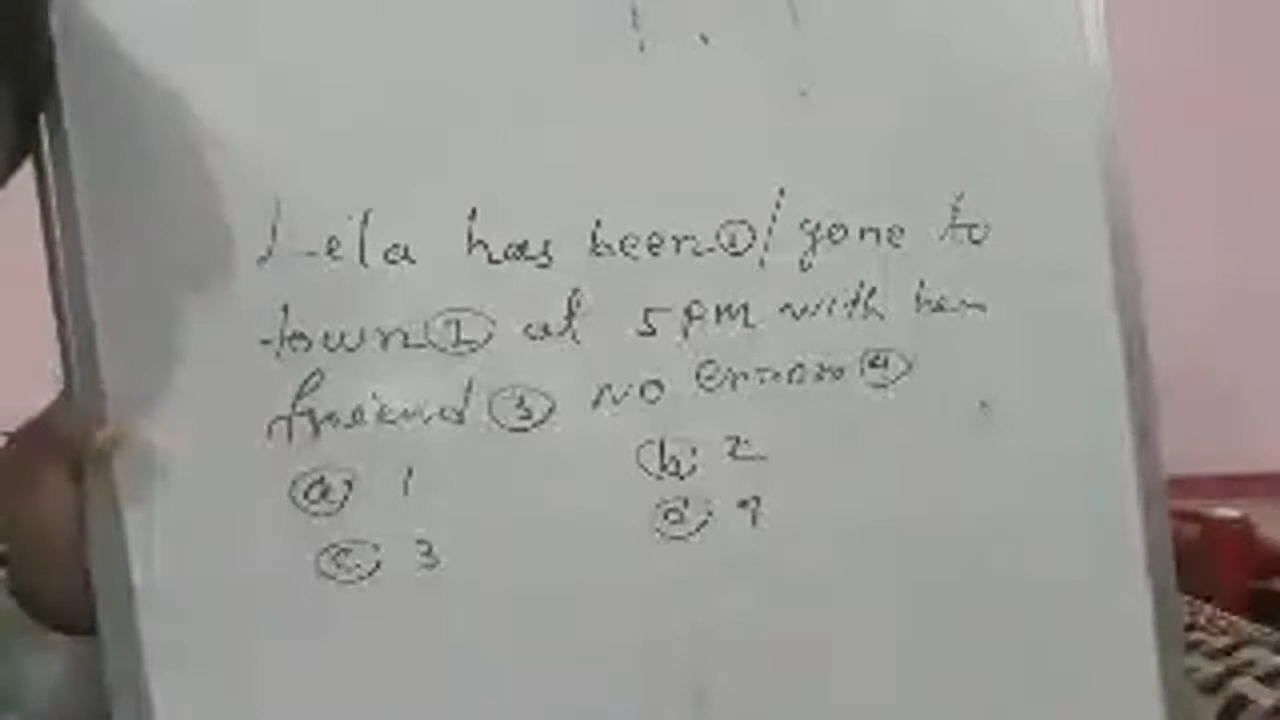 Lela has been ① / gone to
town ② at 5 PM with her
freiend ③ NO error ④
(a) 1 (b) 2
(c) 3 (d) 4